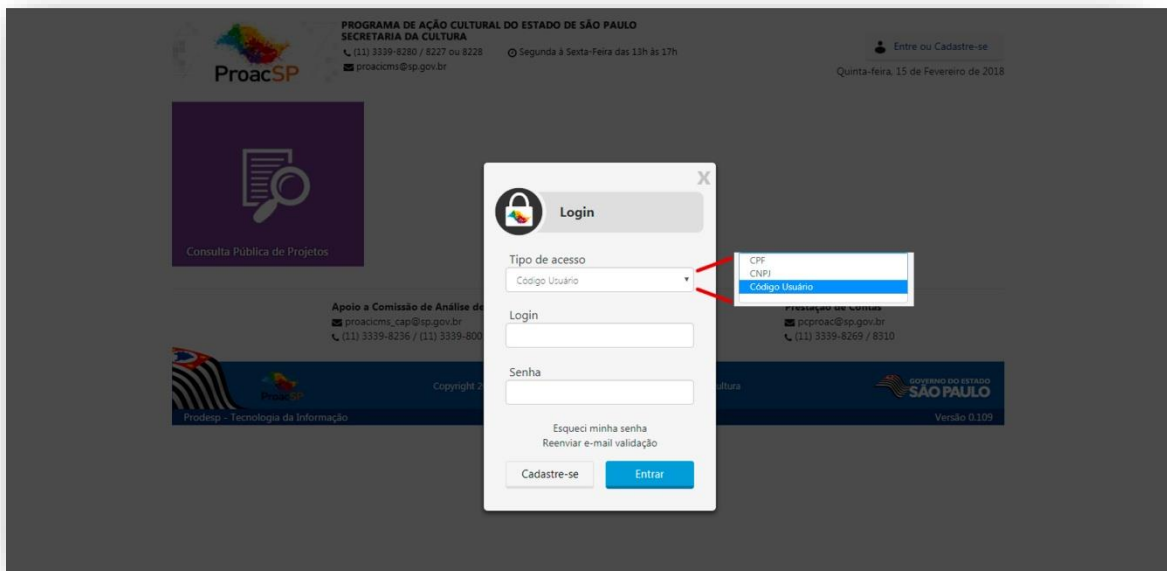 PROGRAMA DE AÇÃO CULTURAL DO ESTADO DE SÃO PAULO
SECRETARIA DA CULTURA
(11) 3339-8280 / 8227 ou 8228 Segunda à Sexta-Feira das 13h às 17h
proacicms@sp.gov.br
ProacSP
Entre ou Cadastre-se
Quinta-feira, 15 de Fevereiro de 2018
Consulta Pública de Projetos
X
Login
Tipo de acesso
Código Usuário
CPF
CNPJ
Código Usuário
Login
Senha
Esqueci minha senha
Reenviar e-mail validação
Cadastre-se
Entrar
Apoio a Comissão de Análise de
proacicms_cap@sp.gov.br
(11) 3339-8236 / (11) 3339-800
Prestação de Contas
pcproac@sp.gov.br
(11) 3339-8269 / 8310
ProacSP
Copyright 2
ultura
GOVERNO DO ESTADO
SÃO PAULO
Prodesp - Tecnologia da Informação
Versão 0.109